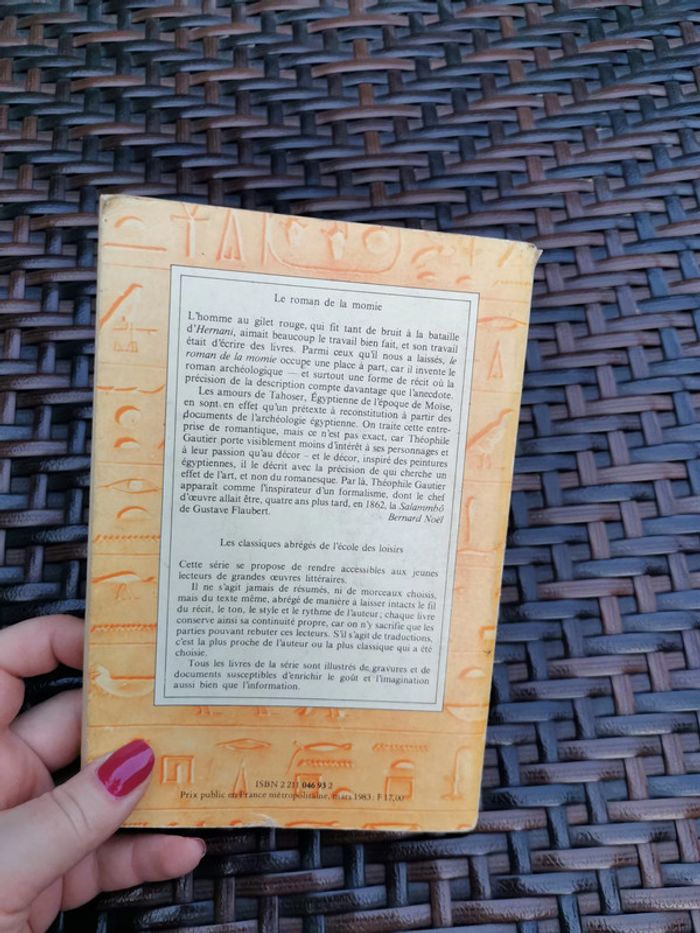 Le roman de la momie
L'homme au gilet rouge, qui fit tant de bruit à la bataille
d'Hernani, aimait beaucoup le travail bien fait, et son travail
était d'écrire des livres. Parmi ceux qu'il nous a laissés, le
roman de la momie occupe une place à part, car il invente le
roman archéologique — et surtout une forme de récit où la
précision de la description compte davantage que l'anecdote.
Les amours de Tahoser, Égyptienne de l'époque de Moïse,
en sont en effet qu'un prétexte à reconstitution à partir des
documents de l'archéologie égyptienne. On traite cette entre-
prise de romantique, mais ce n'est pas exact, car Théophile
Gautier porte visiblement moins d'intérêt à ses personnages et
à leur passion qu'au décor – et le décor, inspiré des peintures
égyptiennes, il le décrit avec la précision de qui cherche un
effet de l'art, et non du romanesque. Par là, Théophile Gautier
apparaît comme l'inspirateur d'un formalisme, dont le chef
d'œuvre allait être, quatre ans plus tard, en 1862, la Salammbô
de Gustave Flaubert.
Bernard Noël
Les classiques abrégés de l'école des loisirs
Cette série se propose de rendre accessibles aux jeunes
lecteurs de grandes œuvres littéraires.
Il ne s'agit jamais de résumés, ni de morceaux choisis,
mais du texte même, abrégé de manière à laisser intacts le fil
du récit, le ton, le style et le rythme de l'auteur; chaque livre
conserve ainsi sa continuité propre, car on n'y sacrifie que les
parties pouvant rebuter ces lecteurs. S'il s'agit de traductions,
c'est la plus proche de l'auteur ou la plus classique qui a été
choisie.
Tous les livres de la série sont illustrés de gravures et de
documents susceptibles d'enrichir le goût et l'imagination
aussi bien que l'information.
ISBN 2 211 046 93 2
Prix public en France métropolitaine, mars 1983 : F 17,00